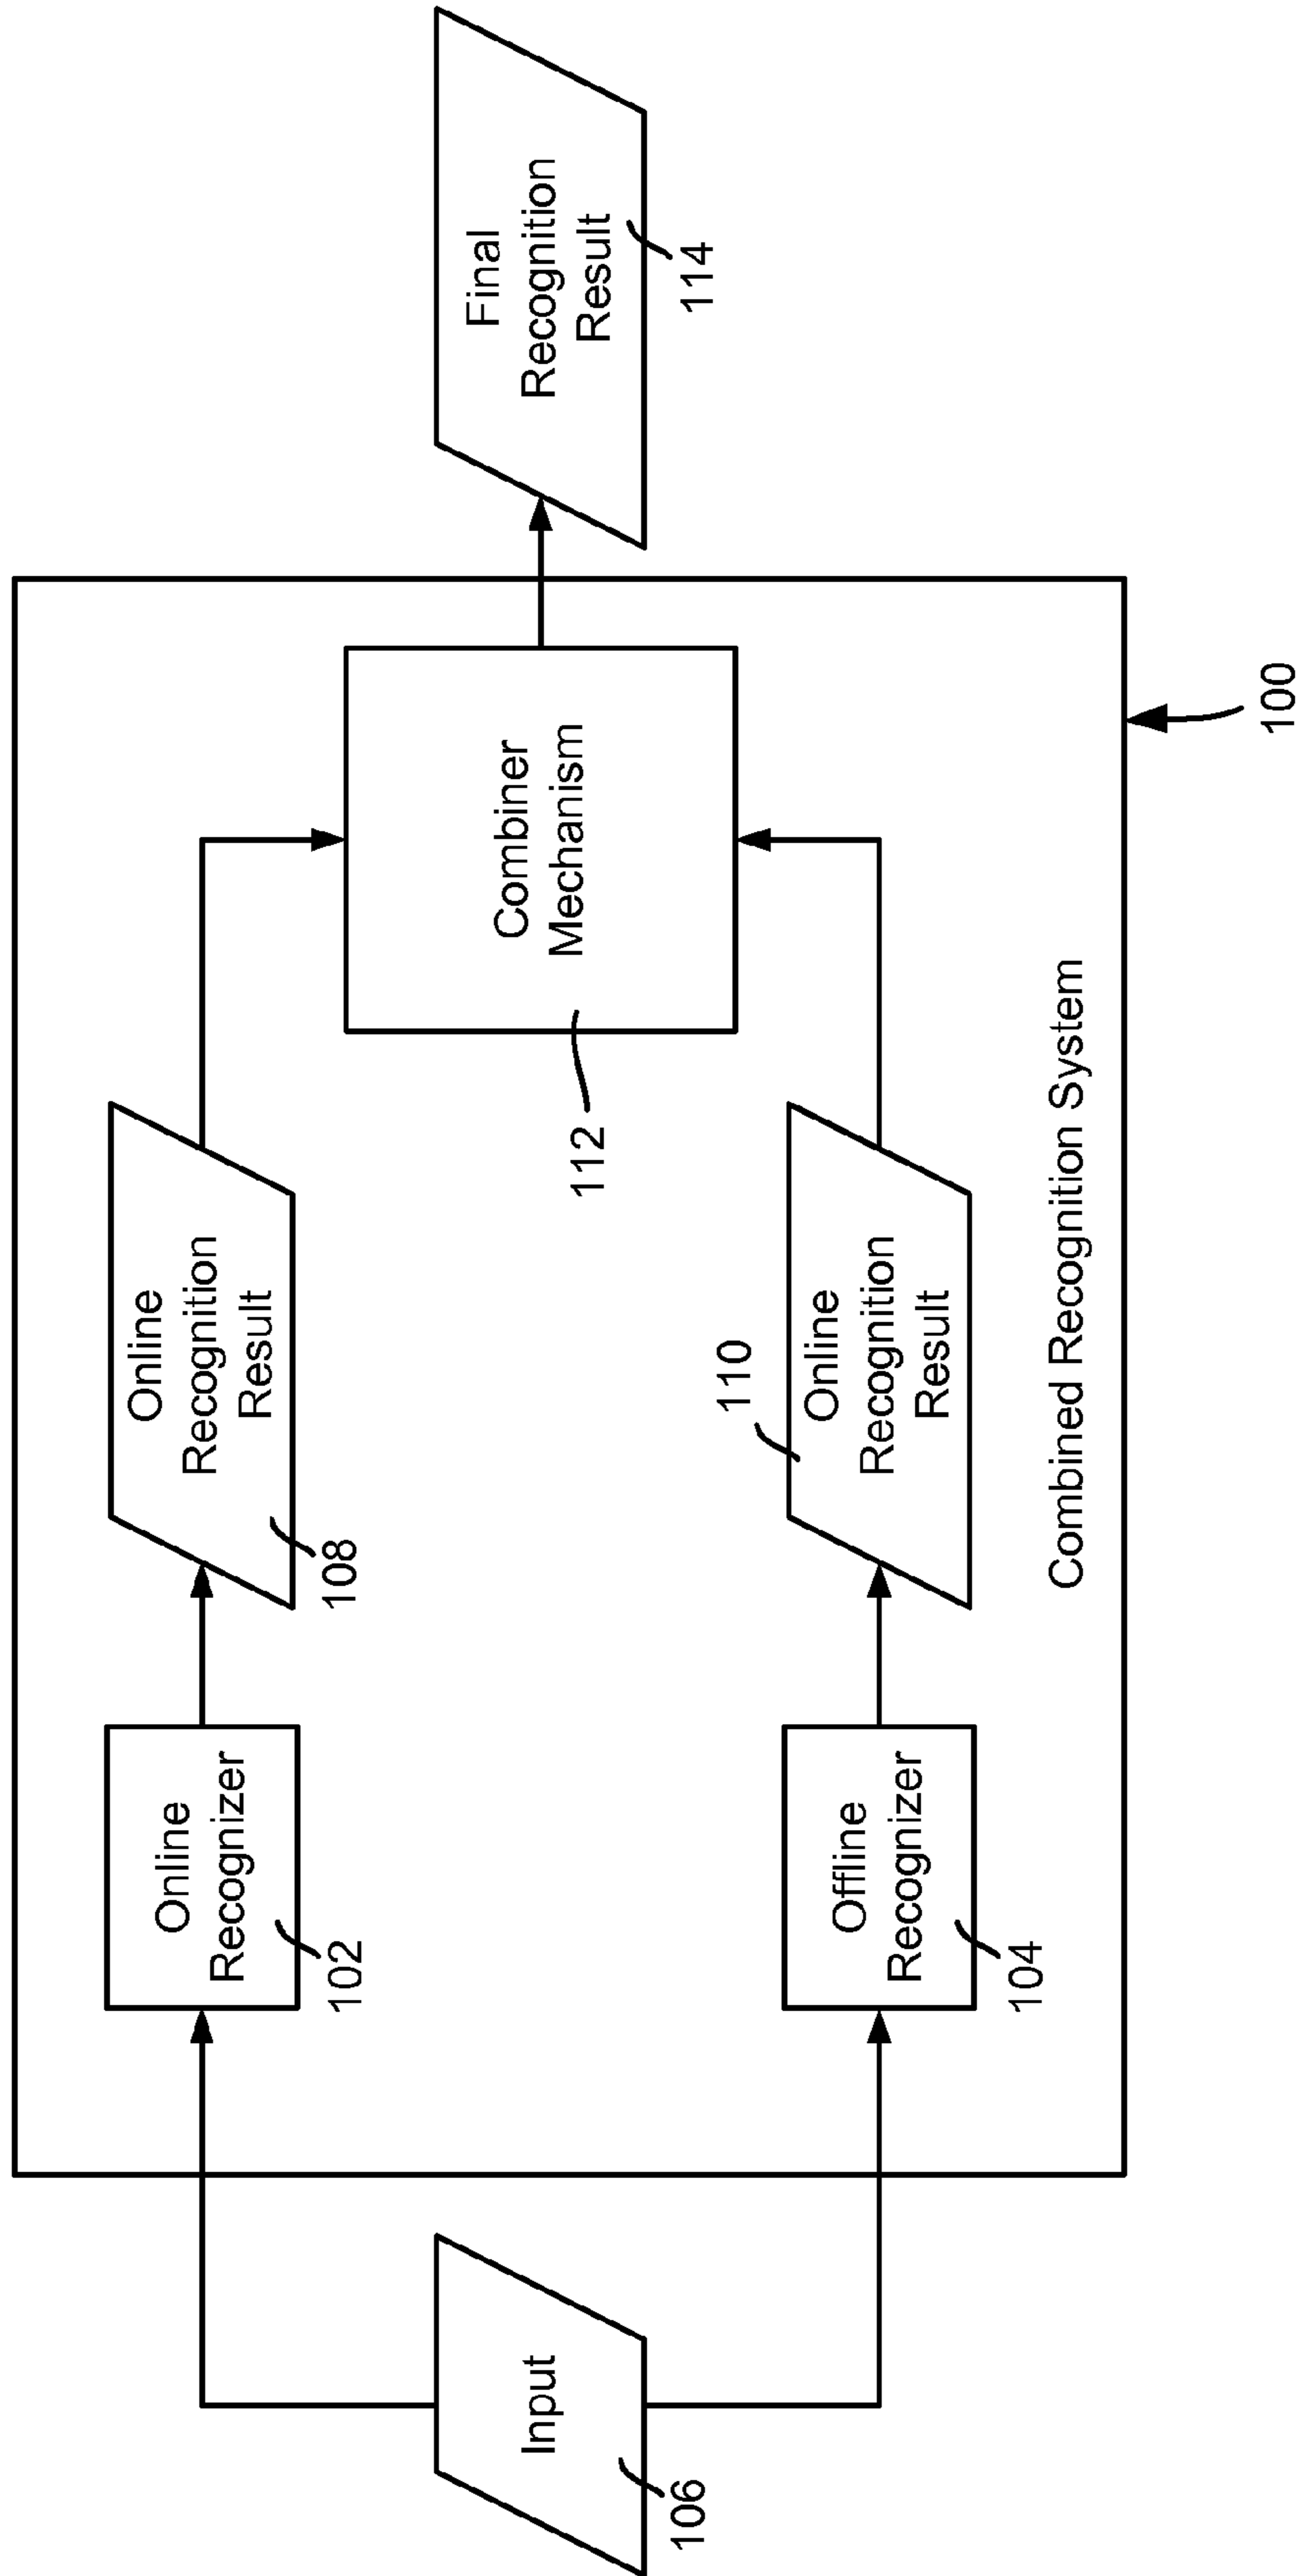 Input
106
Online
Recognizer
102
Offline
Recognizer
104
Online
Recognition
Result
108
Online
Recognition
Result
110
Combiner
Mechanism
112
Combined Recognition System
100
Final
Recognition
Result
114